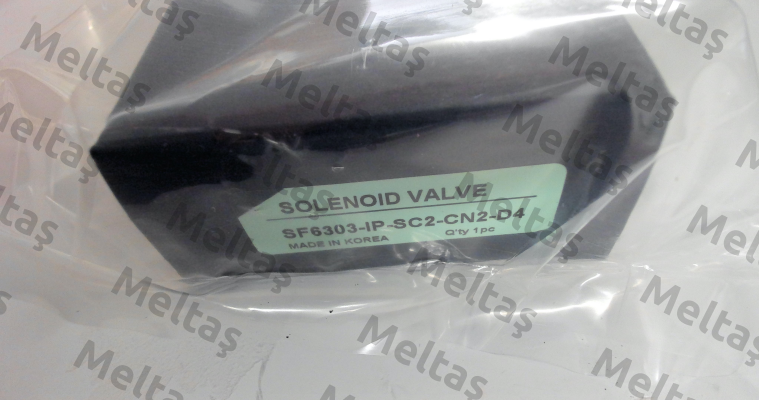 SOLENOID VALVE
SF6303-IP-SC2-CN2-D4
MADE IN KOREA Q'ty 1pc
Meltaş